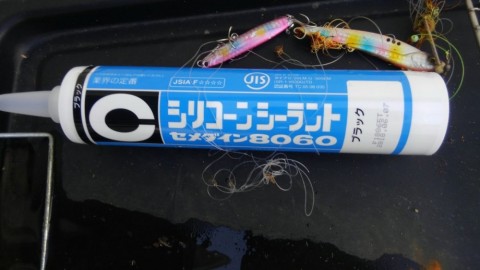 業界の定番
ブラック
C
JSIA F☆☆☆☆
JIS
シリコーンシーラント
セメダイン8060
ブラック